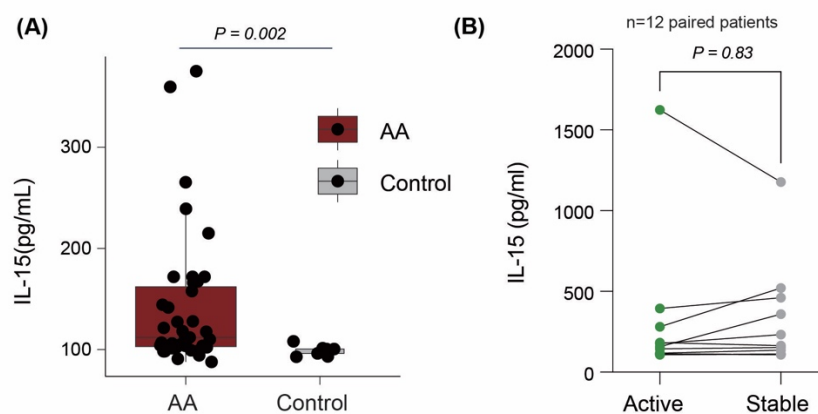 (A)
P = 0.002
IL-15(pg/mL)
300
200
100
AA
Control
AA
Control
(B)
n=12 paired patients
P = 0.83
IL-15 (pg/ml)
2000
1500
1000
500
0
Active
Stable